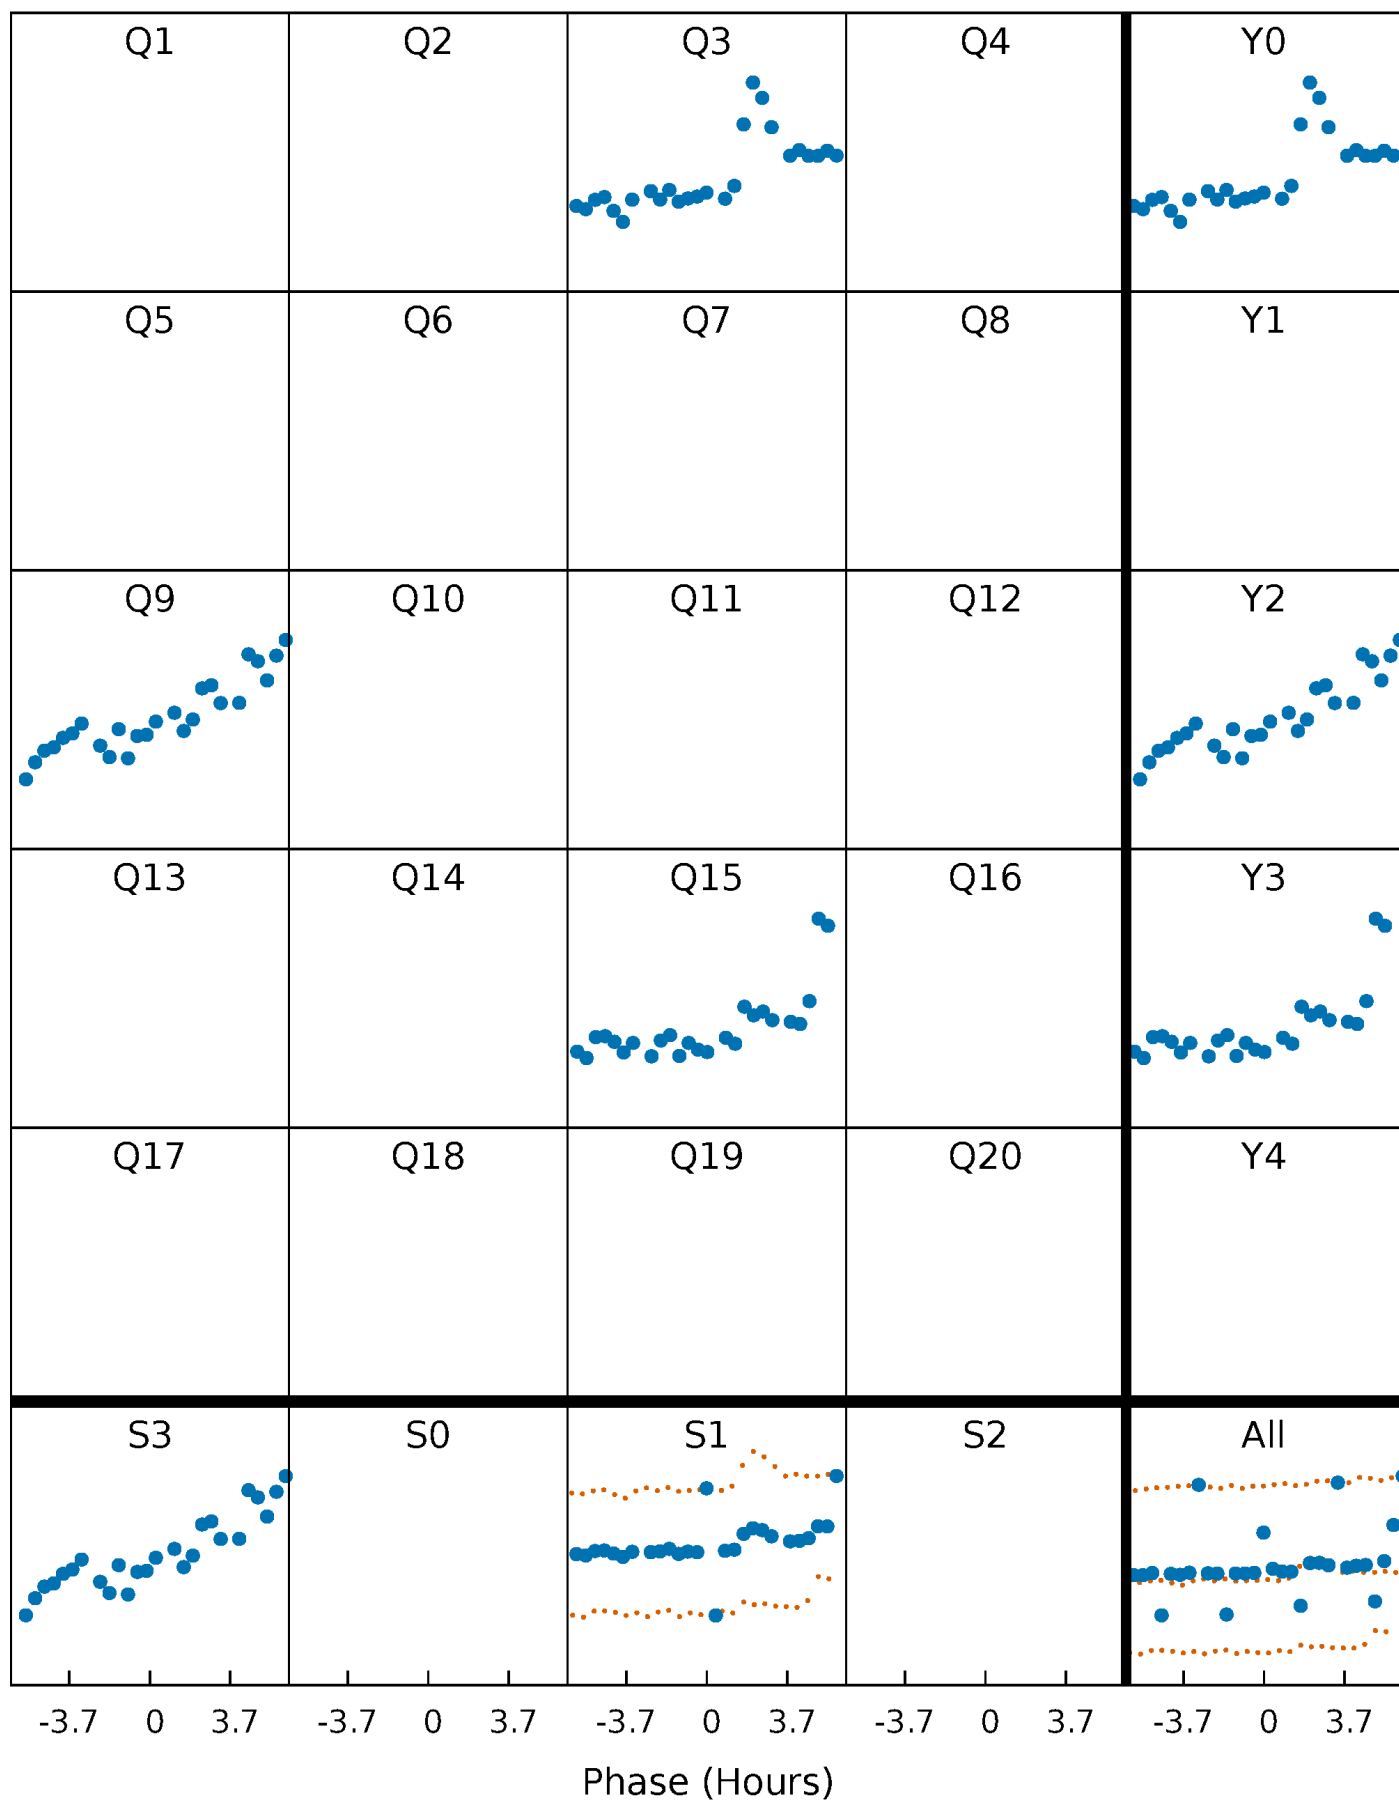 Q1 Q2 Q3 Q4 Y0
Q5 Q6 Q7 Q8 Y1
Q9 Q10 Q11 Q12 Y2
Q13 Q14 Q15 Q16 Y3
Q17 Q18 Q19 Q20 Y4
S3 S0 S1 S2 All
-3.7 0 3.7 -3.7 0 3.7 -3.7 0 3.7 -3.7 0 3.7 -3.7 0 3.7
Phase (Hours)